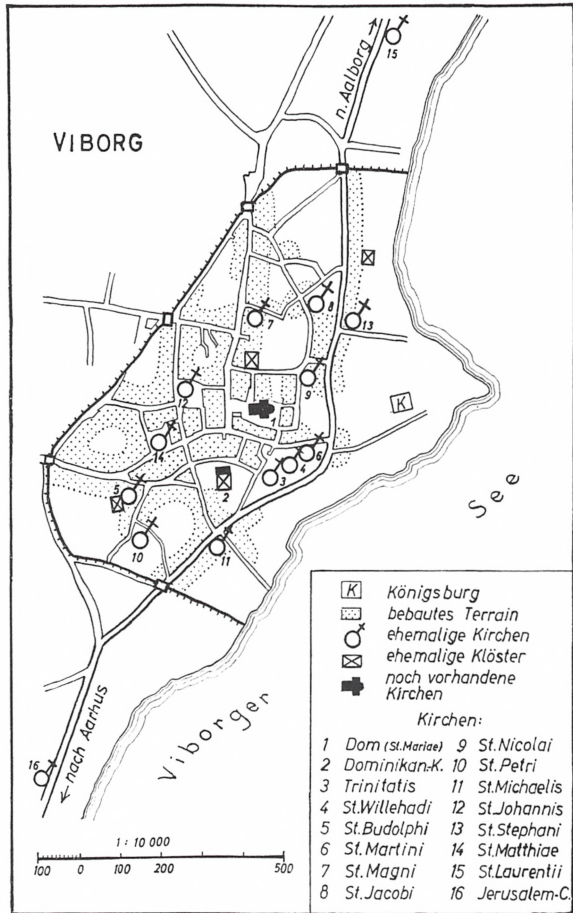 n. Aalborg
15
VIBORG
8
7
13
9
12
1
14
6
4
3
2
5
10
11
K
See
Viborger
16
nach Aarhus
K Königsburg
bebautes Terrain
ehemalige Kirchen
ehemalige Klöster
noch vorhandene
Kirchen
Kirchen:
1 Dom (St.Mariae) 9 St.Nicolai
2 Dominikan.-K. 10 St.Petri
3 Trinitatis 11 St.Michaelis
4 St.Willehadi 12 St.Johannis
5 St.Budolphi 13 St.Stephani
6 St.Martini 14 St.Matthiae
7 St.Magni 15 St.Laurentii
8 St.Jacobi 16 Jerusalem-C.
1 : 10 000
100 0 100 500